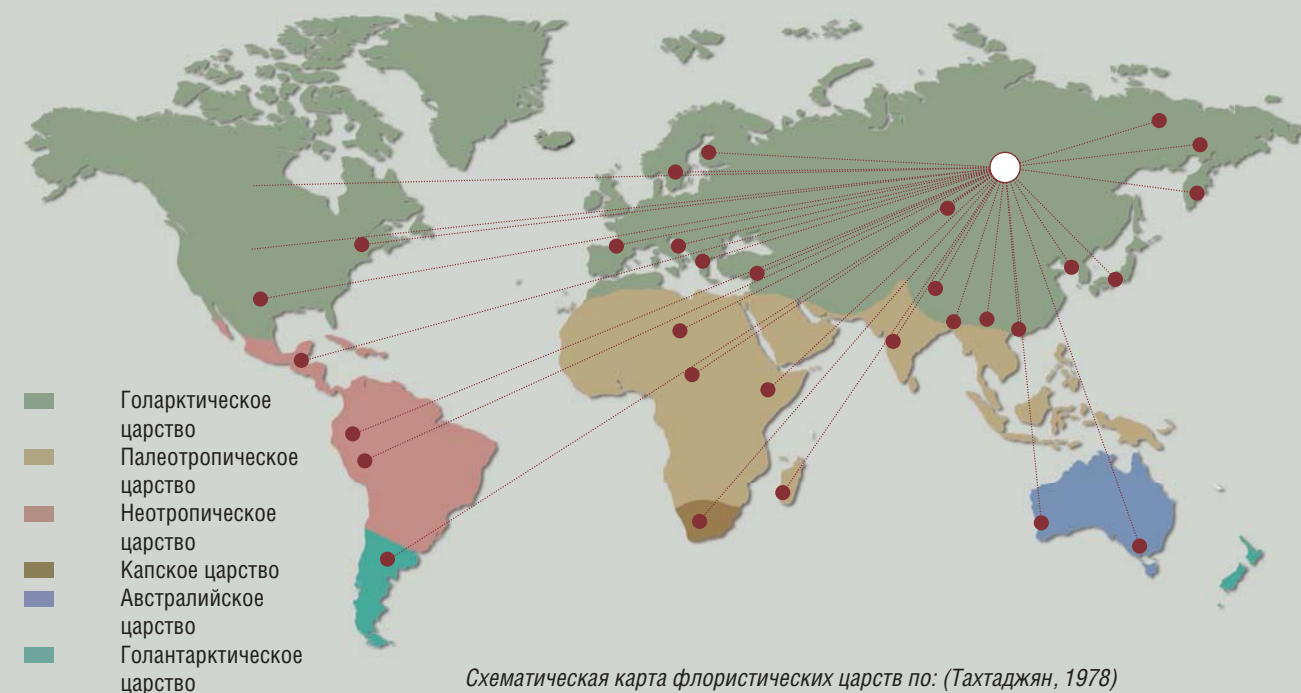 Голарктическое
царство
Палеотропическое
царство
Неотропическое
царство
Капское царство
Австралийское
царство
Голантарктическое
царство
Схематическая карта флористических царств по: (Тахтаджян, 1978)